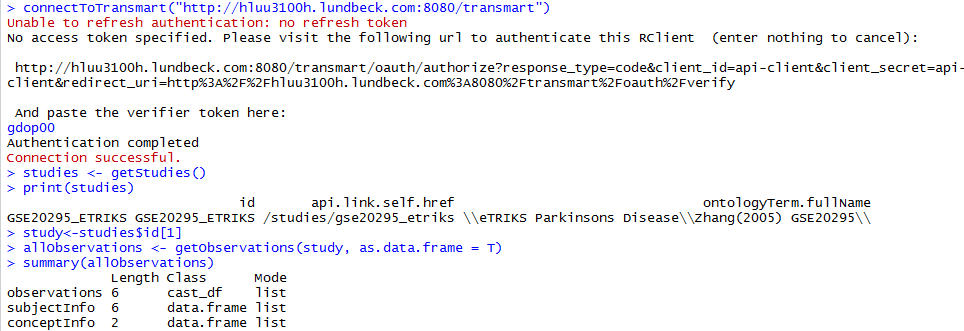 > connectToTransmart("http://hluu3100h.lundbeck.com:8080/transmart")
Unable to refresh authentication: no refresh token
No access token specified. Please visit the following url to authenticate this RClient  (enter nothing to cancel):
http://hluu3100h.lundbeck.com:8080/transmart/oauth/authorize?response_type=code&client_id=api-client&client_secret=api-
client&redirect_uri=http%3A%2F%2Fhluu3100h.lundbeck.com%3A8080%2Ftransmart%2Foauth%2Fverify
And paste the verifier token here:
gdop00
Authentication completed
Connection successful.
> studies <- getStudies()
> print(studies)
id       api.link.self.href                     ontologyTerm.fullName
GSE20295_ETRIKS GSE20295_ETRIKS /studies/gse20295_etriks \\eTRIKS Parkinsons Disease\\Zhang(2005) GSE20295\\
> study<-studies$id[1]
> allObservations <- getObservations(study, as.data.frame = T)
> summary(allObservations)
Length Class      Mode
observations 6      cast_df    list
subjectInfo  6      data.frame list
conceptInfo  2      data.frame list